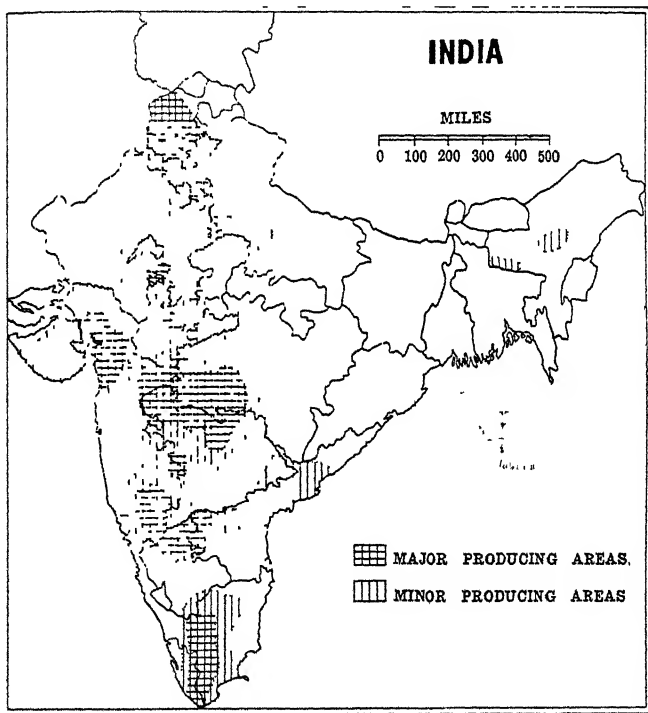 INDIA
MILES
0 100 200 300 400 500
MAJOR PRODUCING AREAS.
MINOR PRODUCING AREAS